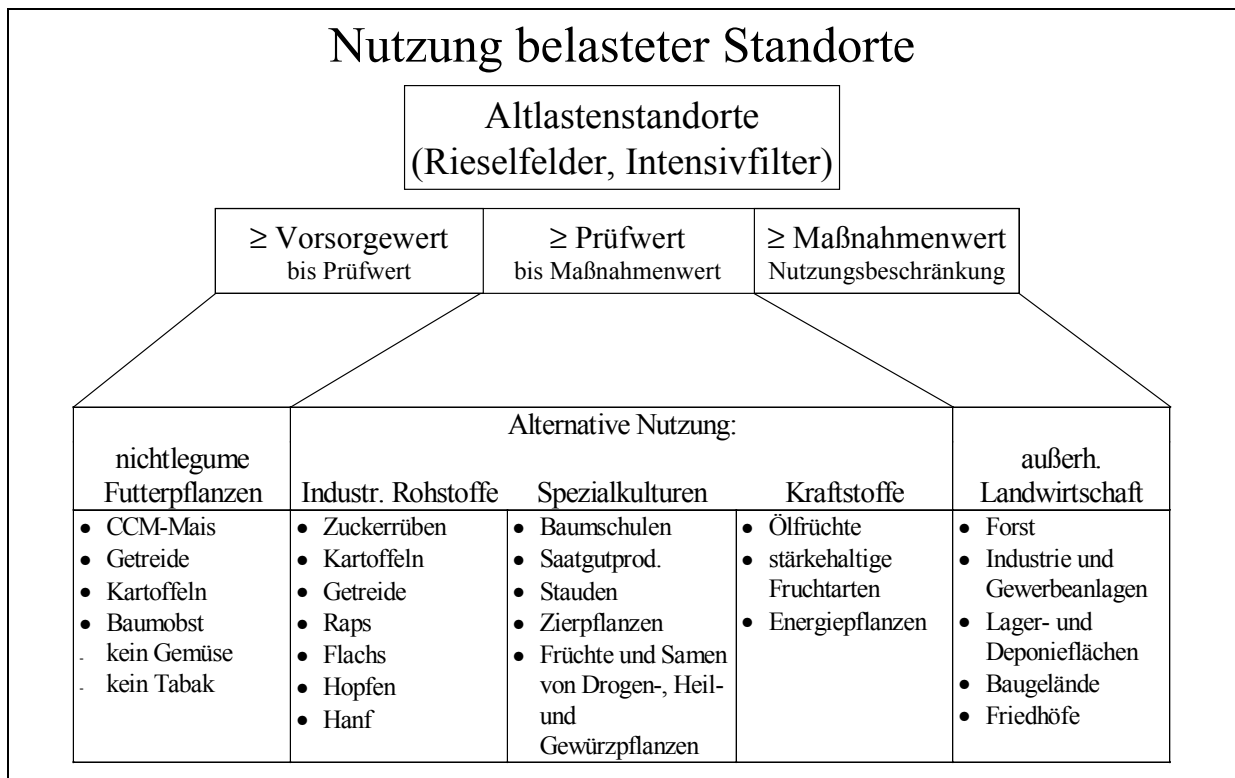 Nutzung belasteter Standorte
Altlastenstandorte
(Rieselfelder, Intensivfilter)
≥ Vorsorgewert
bis Prüfwert
≥ Prüfwert
bis Maßnahmenwert
≥ Maßnahmenwert
Nutzungsbeschränkung
nichtlegume
Futterpflanzen
• CCM-Mais
• Getreide
• Kartoffeln
• Baumobst
- kein Gemüse
- kein Tabak
Alternative Nutzung:
Industr. Rohstoffe
• Zuckerrüben
• Kartoffeln
• Getreide
• Raps
• Flachs
• Hopfen
• Hanf
Spezialkulturen
• Baumschulen
• Saatgutprod.
• Stauden
• Zierpflanzen
• Früchte und Samen
von Drogen-, Heil-
und
Gewürzpflanzen
Kraftstoffe
• Ölfrüchte
• stärkehaltige
Fruchtarten
• Energiepflanzen
außerh.
Landwirtschaft
• Forst
• Industrie und
Gewerbeanlagen
• Lager- und
Deponieflächen
• Baugelände
• Friedhöfe